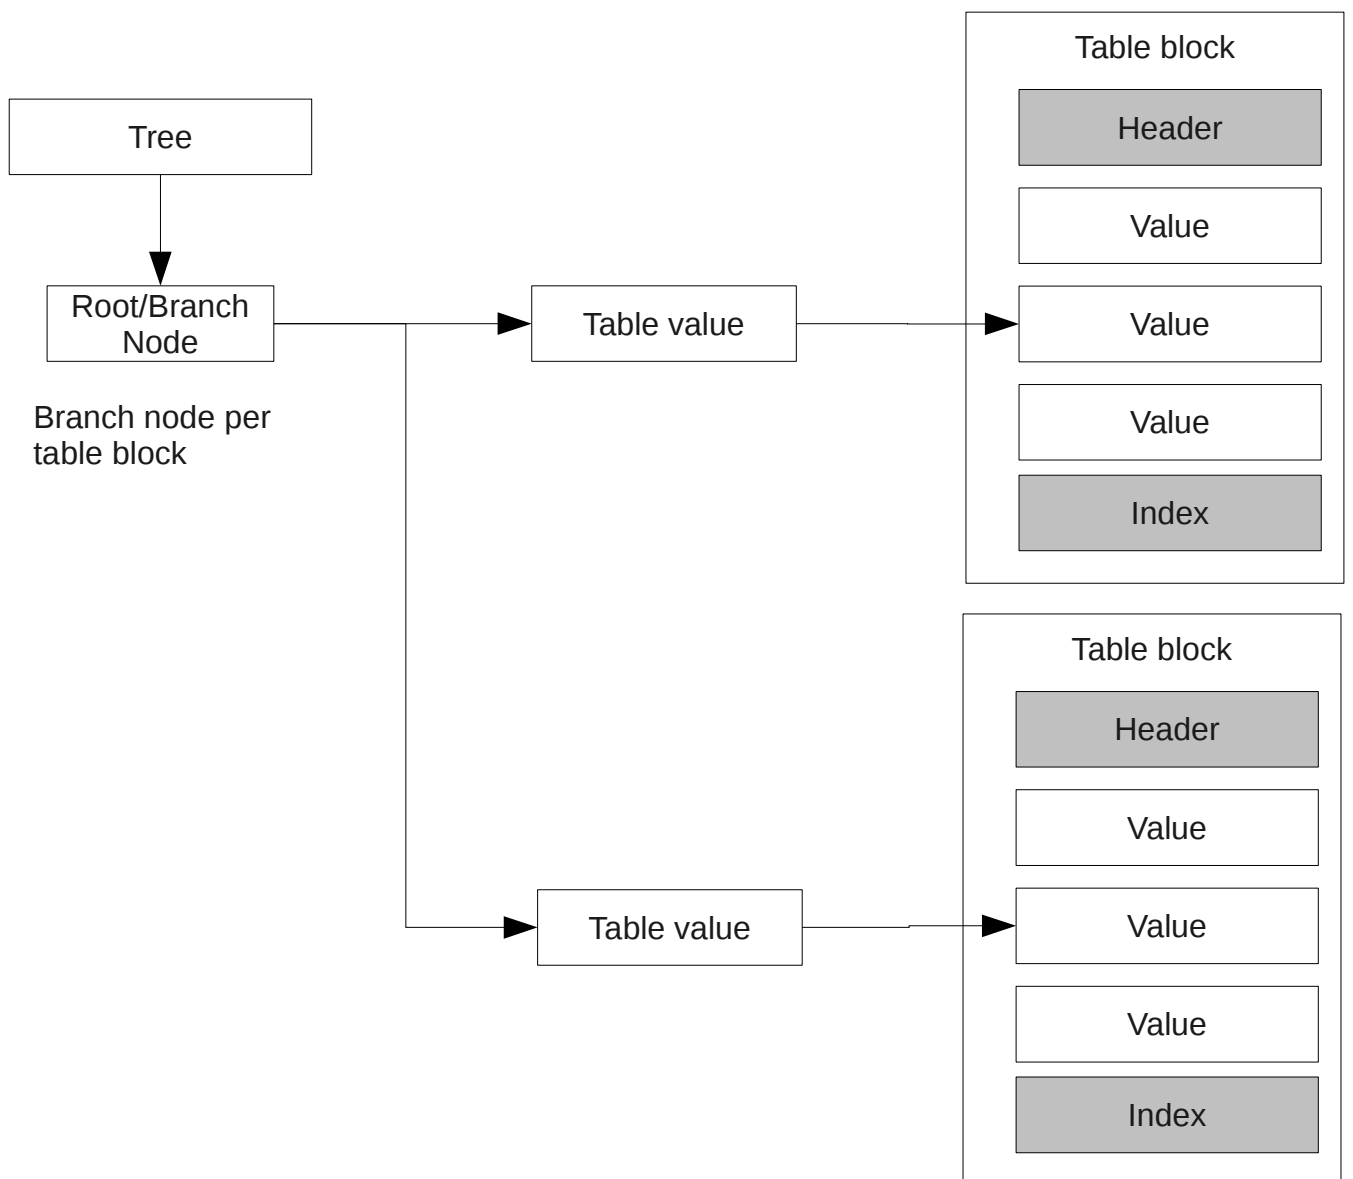 Tree
Root/Branch
Node
Branch node per
table block
Table value
Table block
Header
Value
Value
Value
Index
Table value
Table block
Header
Value
Value
Value
Index